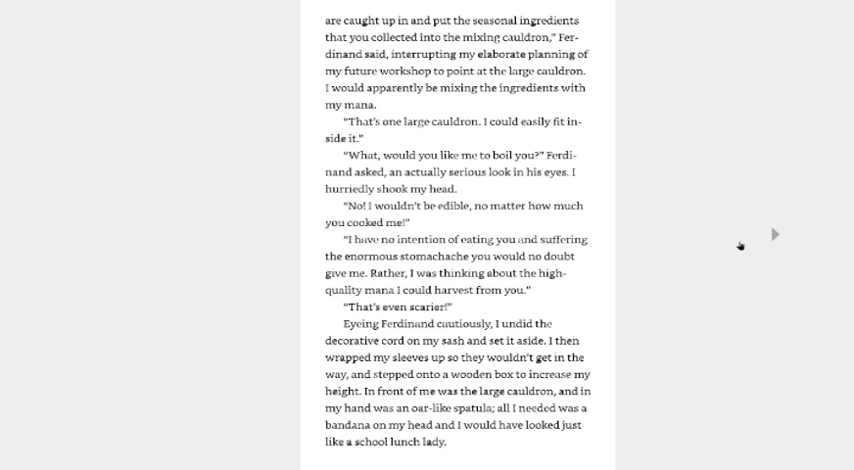 are caught up in and put the seasonal ingredients
that you collected into the mixing cauldron,” Fer-
dinand said, interrupting my elaborate planning of
my future workshop to point at the large cauldron.
I would apparently be mixing the ingredients with
my mana.
“That’s one large cauldron. I could easily fit in-
side it.”
“What, would you like me to boil you?” Ferdi-
nand asked, an actually serious look in his eyes. I
hurriedly shook my head.
“No! I wouldn’t be edible, no matter how much
you cooked me!”
“I have no intention of eating you and suffering
the enormous stomachache you would no doubt
give me. Rather, I was thinking about the high-
quality mana I could harvest from you.”
“That’s even scarier!”
Eyeing Ferdinand cautiously, I undid the
decorative cord on my sash and set it aside. I then
wrapped my sleeves up so they wouldn’t get in the
way, and stepped onto a wooden box to increase my
height. In front of me was the large cauldron, and in
my hand was an oar-like spatula; all I needed was a
bandana on my head and I would have looked just
like a school lunch lady.